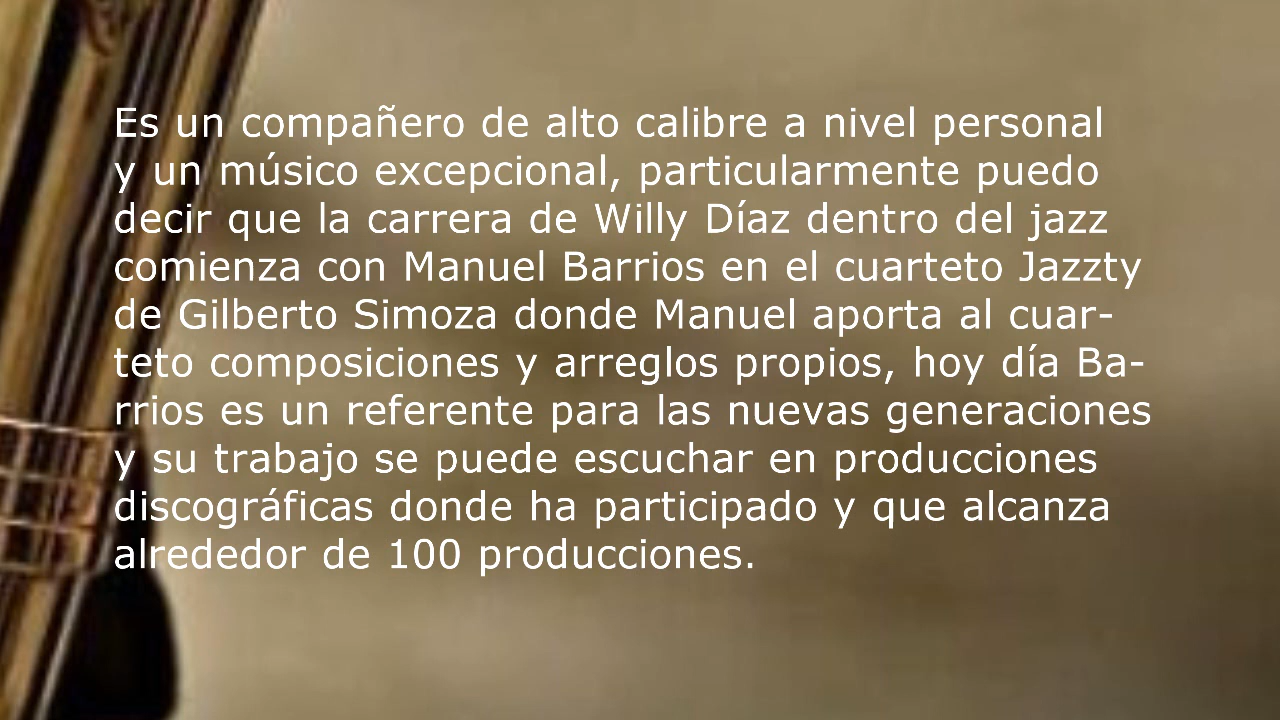 Es un compañero de alto calibre a nivel personal
y un músico excepcional, particularmente puedo
decir que la carrera de Willy Díaz dentro del jazz
comienza con Manuel Barrios en el cuarteto Jazzty
de Gilberto Simoza donde Manuel aporta al cuar-
teto composiciones y arreglos propios, hoy día Ba-
rrios es un referente para las nuevas generaciones
y su trabajo se puede escuchar en producciones
discográficas donde ha participado y que alcanza
alrededor de 100 producciones.